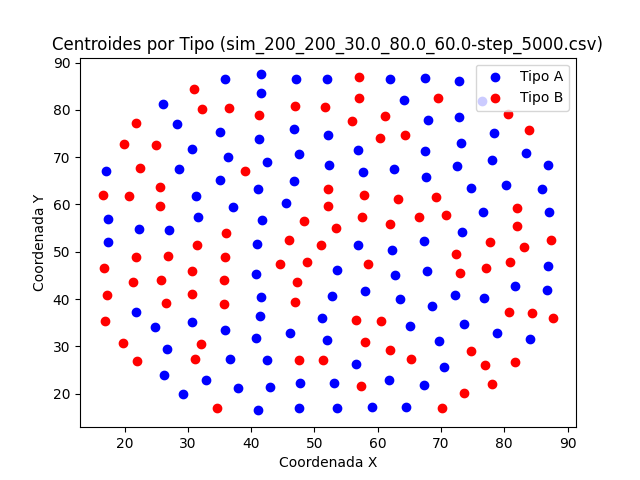 Centroides por Tipo (sim_200_200_30.0_80.0_60.0-step_5000.csv)
Tipo A
Tipo B
90
80
70
60
50
40
30
20
Coordenada Y
20 30 40 50 60 70 80 90
Coordenada X